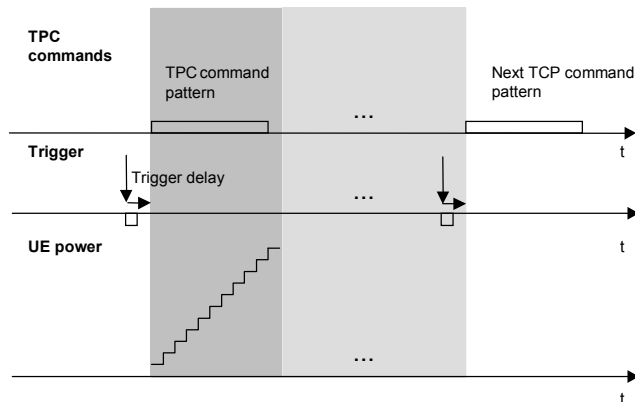 TPC
commands
TPC command
pattern
Next TCP command
pattern
...
t
Trigger
Trigger delay
...
t
UE power
...
t